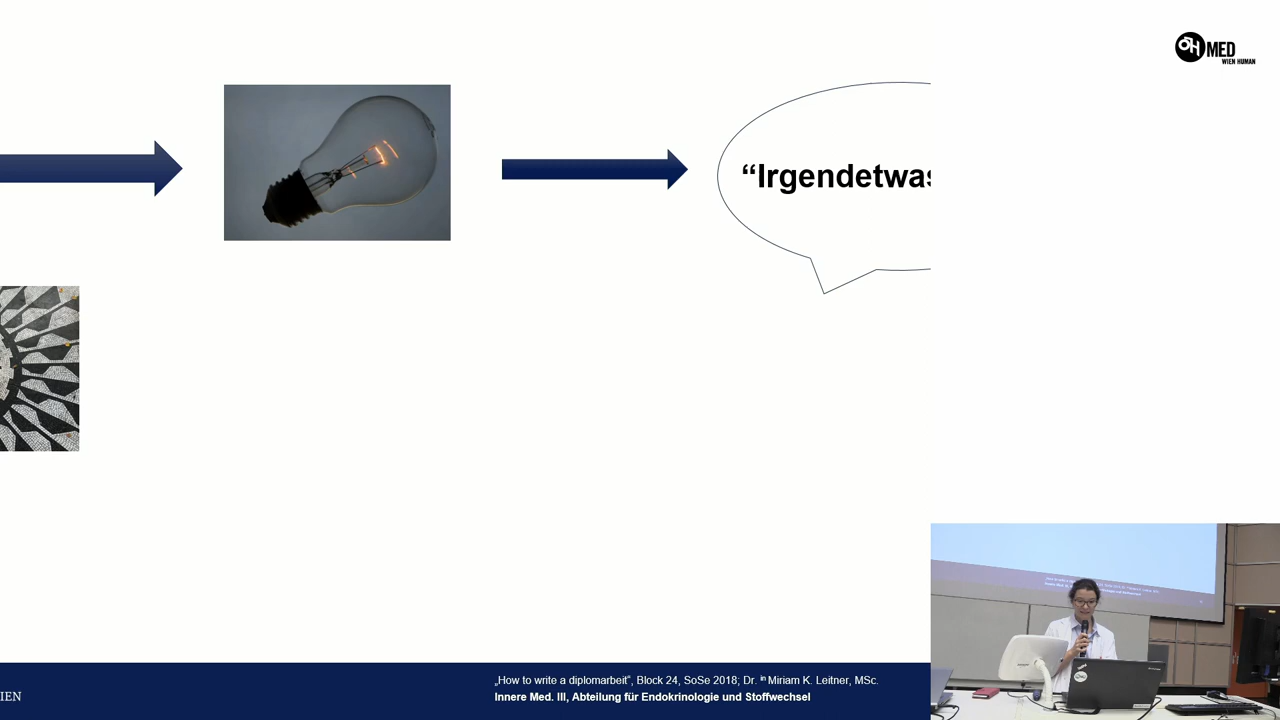 ÖH MED
WIEN HUMAN
“Irgendetwas
IEN
„How to write a diplomarbeit”, Block 24, SoSe 2018; Dr. in Miriam K. Leitner, MSc.
Innere Med. III, Abteilung für Endokrinologie und Stoffwechsel